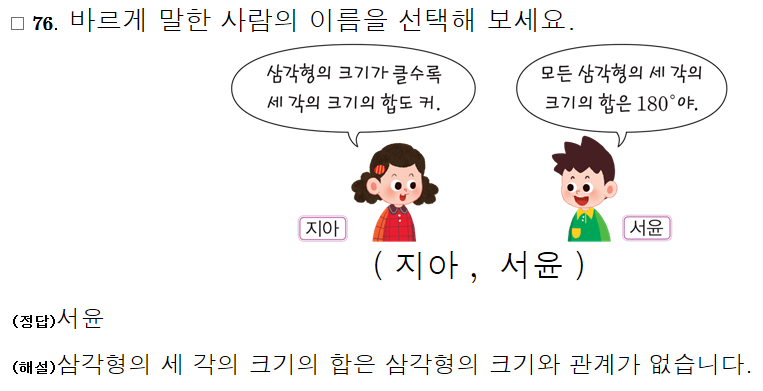 □ 76. 바르게 말한 사람의 이름을 선택해 보세요.
삼각형의 크기가 클수록
세 각의 크기의 합도 커.
모든 삼각형의 세 각의
크기의 합은 180°야.
지아
서윤
( 지아 , 서윤 )
(정답)서윤
(해설)삼각형의 세 각의 크기의 합은 삼각형의 크기와 관계가 없습니다.